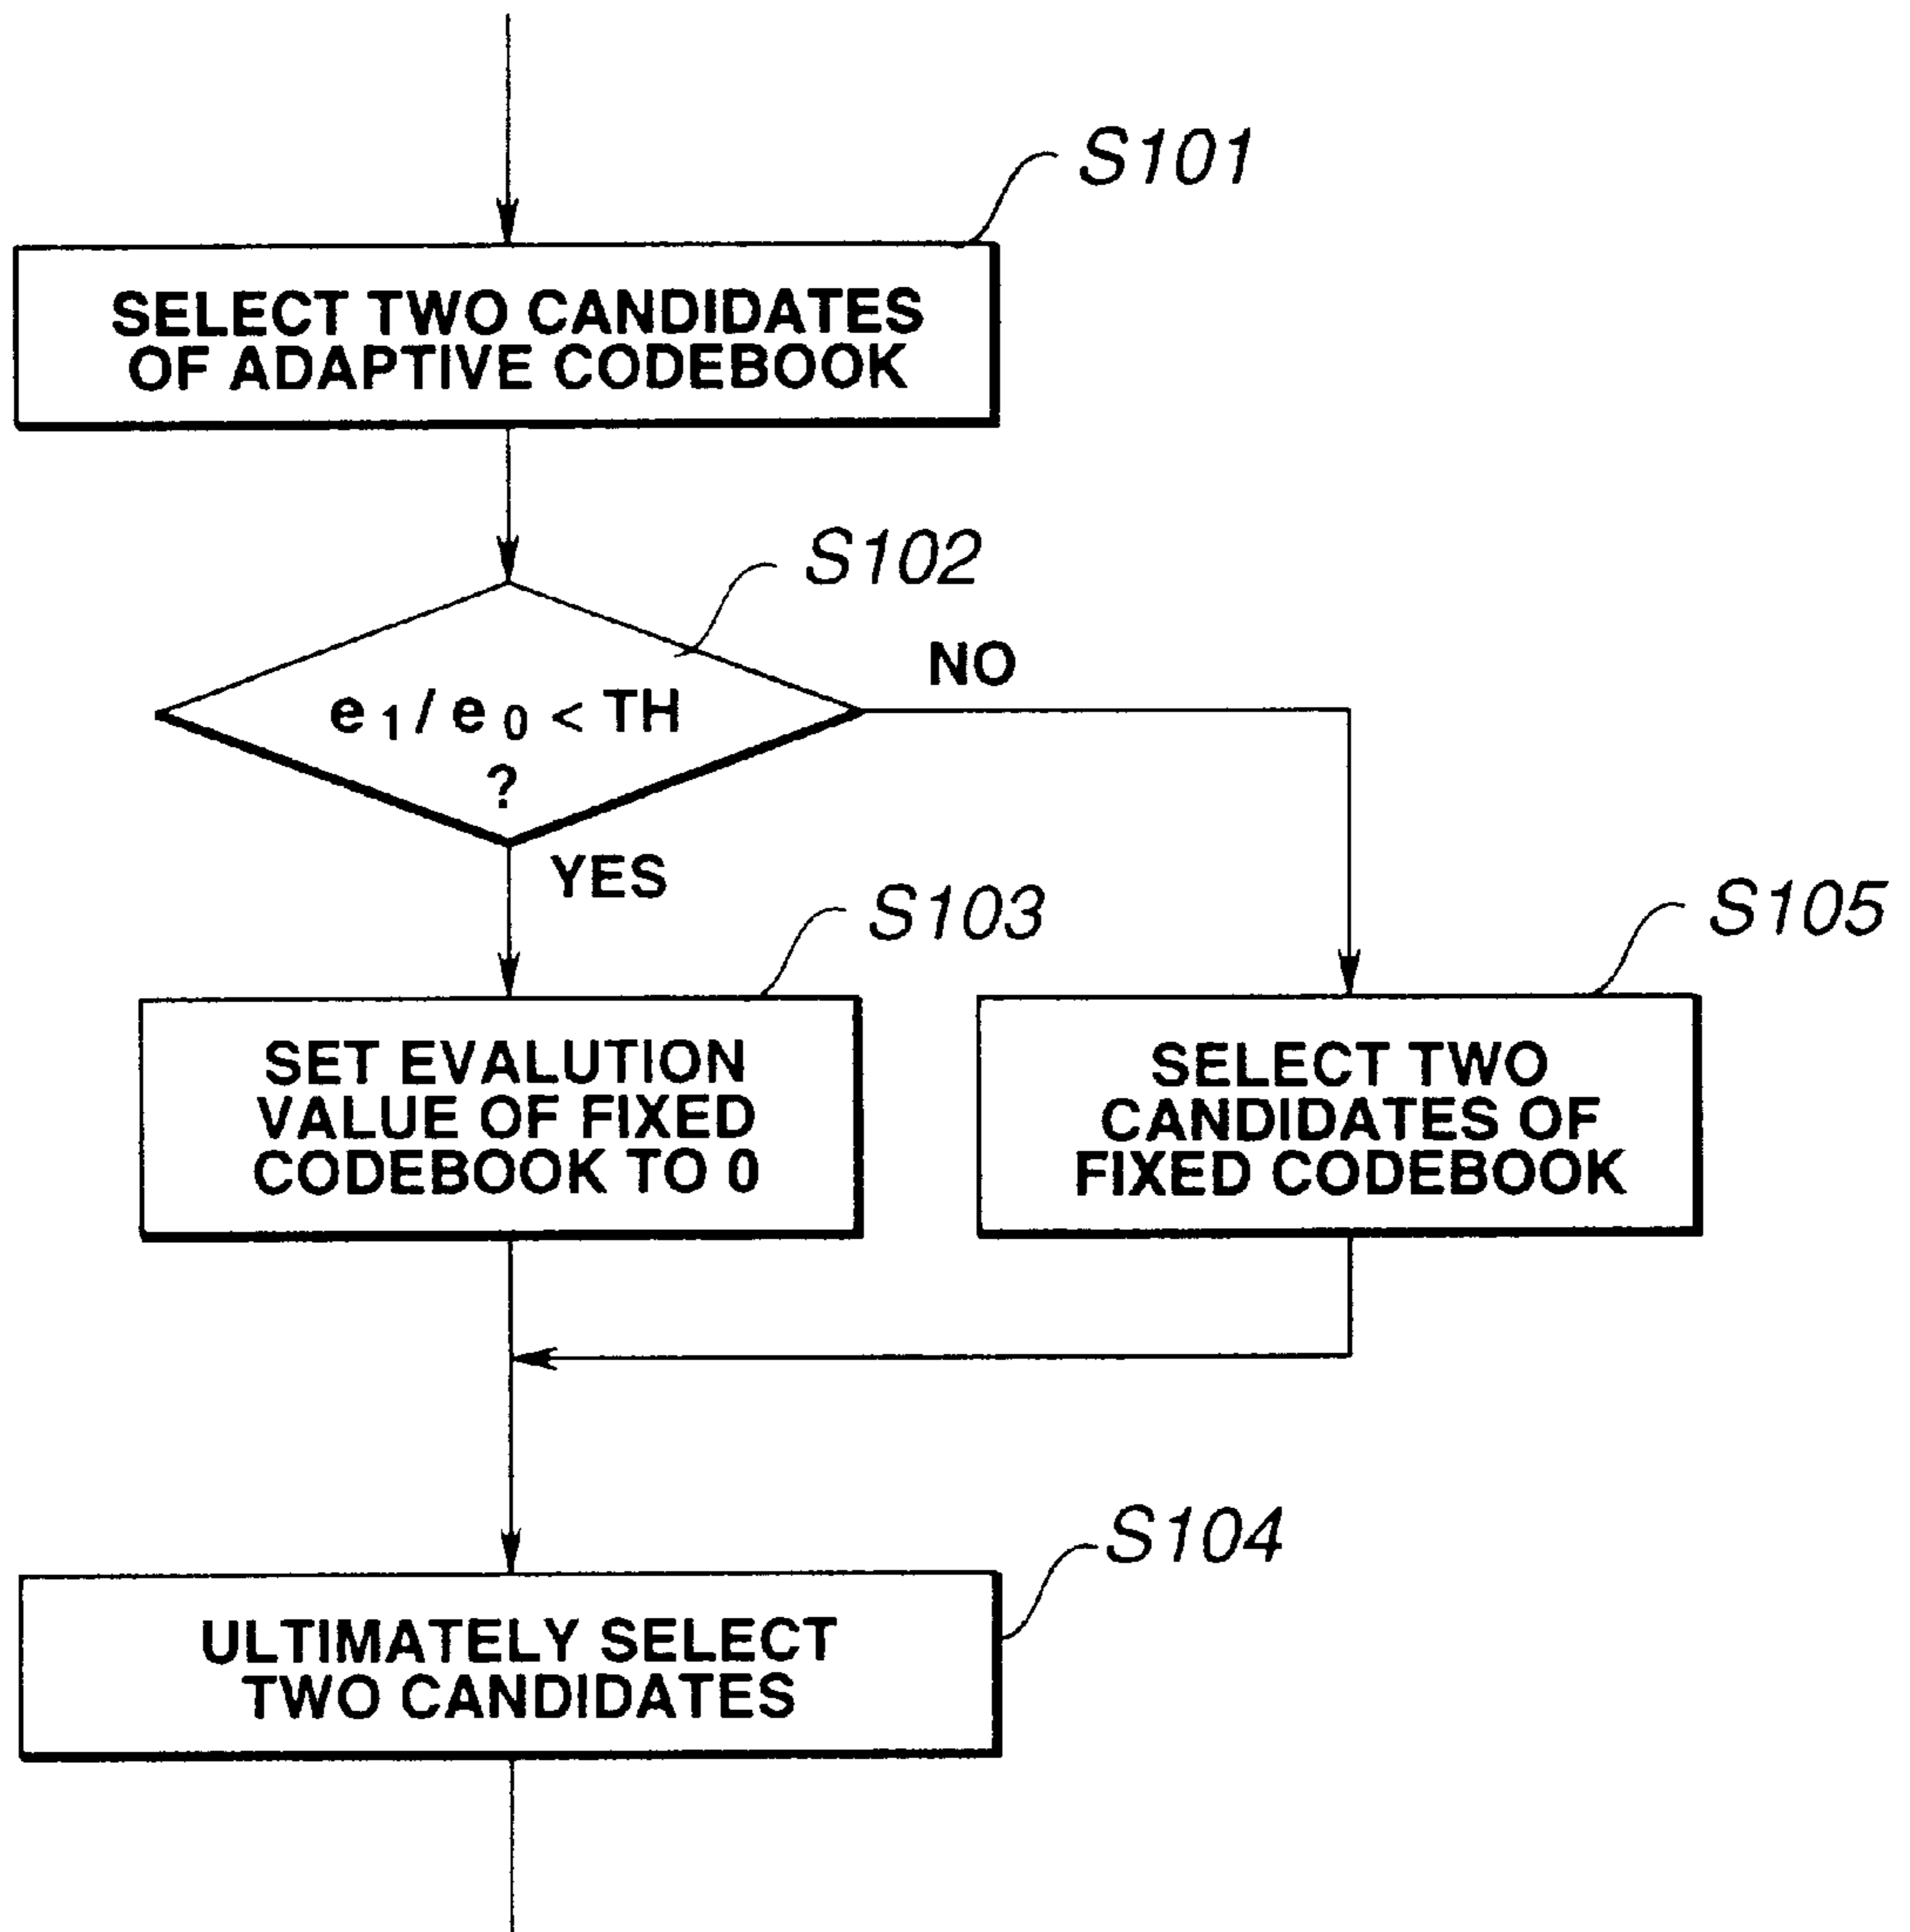 S101
SELECT TWO CANDIDATES
OF ADAPTIVE CODEBOOK
S102
NO
e 1 / e 0 < TH
?
YES
S103
S105
SET EVALUTION
VALUE OF FIXED
CODEBOOK TO 0
SELECT TWO
CANDIDATES OF
FIXED CODEBOOK
S104
ULTIMATELY SELECT
TWO CANDIDATES